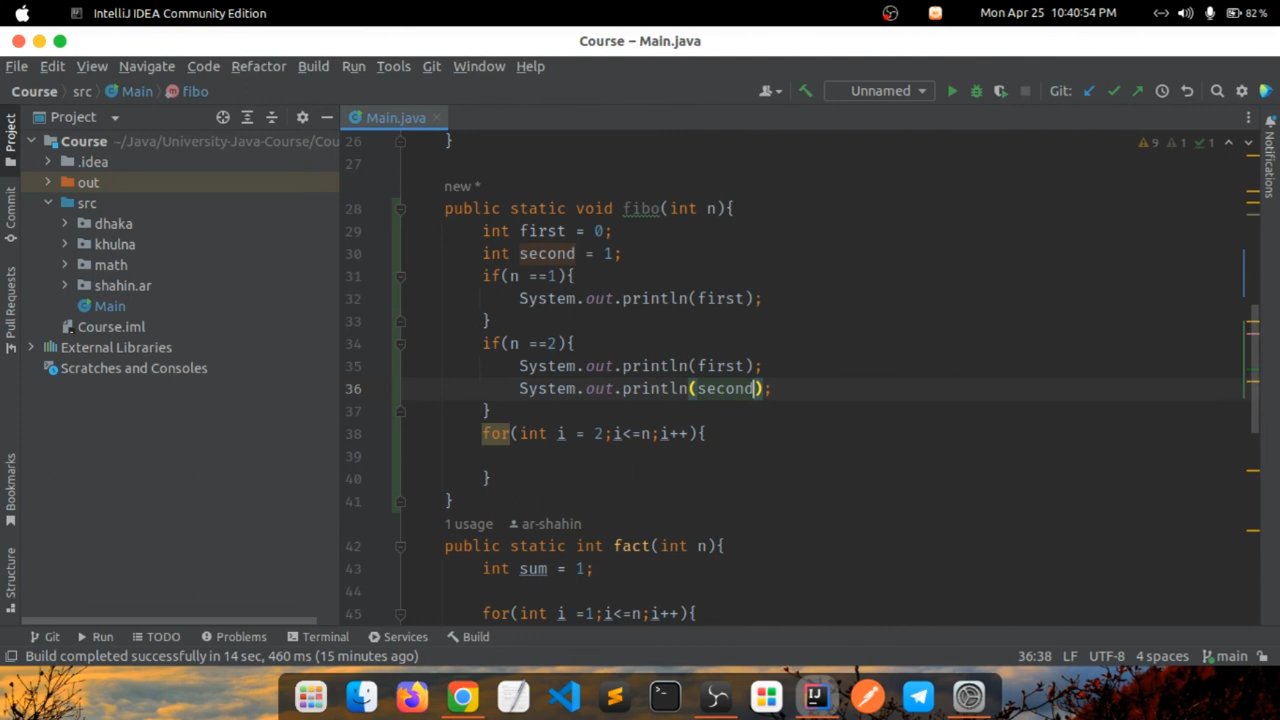 IntelliJ IDEA Community Edition Mon Apr 25 10:40:54 PM 82 %
Course – Main.java
File Edit View Navigate Code Refactor Build Run Tools Git Window Help
Course src Main fibo Unnamed Git:
Project Project Main.java
Course ~/Java/University-Java-Course/Cou 26 }
.idea 27
out new *
src 28 public static void fibo(int n){
dhaka 29 int first = 0;
khulna 30 int second = 1;
math 31 if(n ==1){
shahin.ar 32 System.out.println(first);
Main 33 }
Course.iml 34 if(n ==2){
External Libraries 35 System.out.println(first);
Scratches and Consoles 36 System.out.println(second);
37 }
38 for(int i = 2;i<=n;i++){
39
40 }
41 }
1 usage ar-shahin
42 public static int fact(int n){
43 int sum = 1;
44
45 for(int i =1;i<=n;i++){
9 1 1
Commit
Pull Requests
Bookmarks
Structure
Notifications
Git Run TODO Problems Terminal Services Build
Build completed successfully in 14 sec, 460 ms (15 minutes ago) 36:38 LF UTF-8 4 spaces main